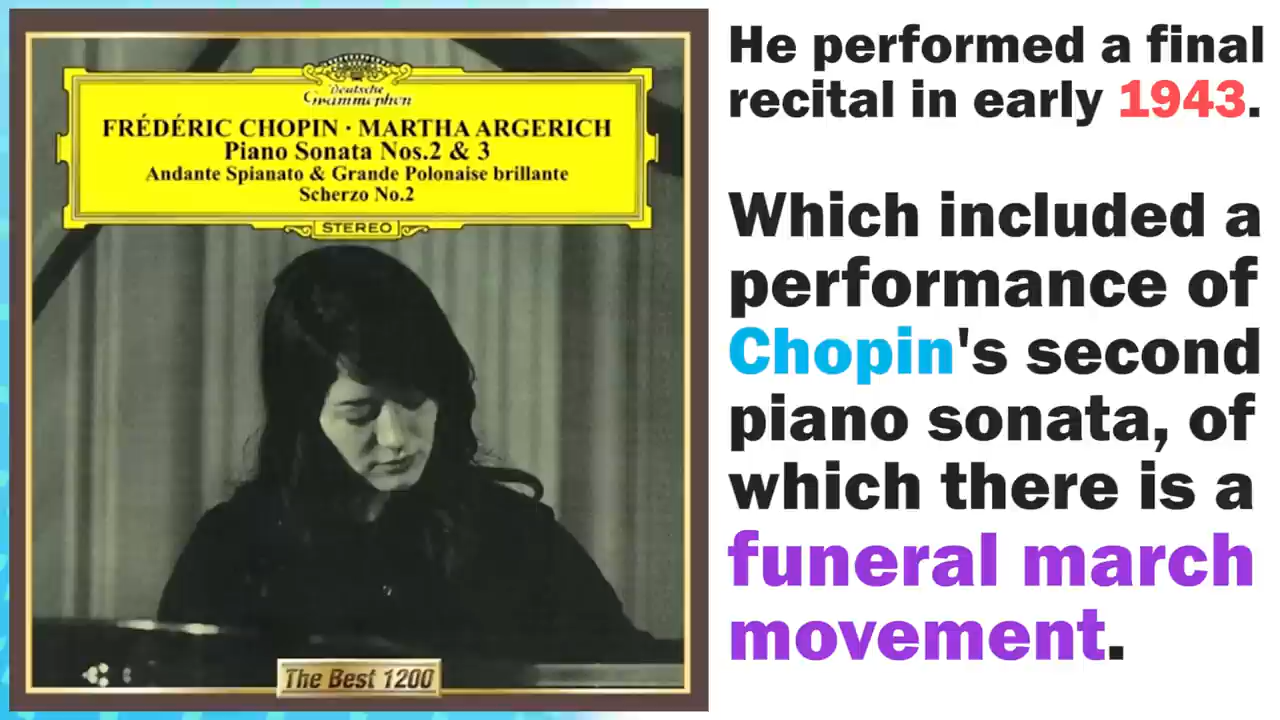 Deutsche
Grammophon
FRÉDÉRIC CHOPIN · MARTHA ARGERICH
Piano Sonata Nos.2 & 3
Andante Spianato & Grande Polonaise brillante
Scherzo No.2
STEREO
The Best 1200
He performed a final
recital in early 1943.
Which included a
performance of
Chopin's second
piano sonata, of
which there is a
funeral march
movement.